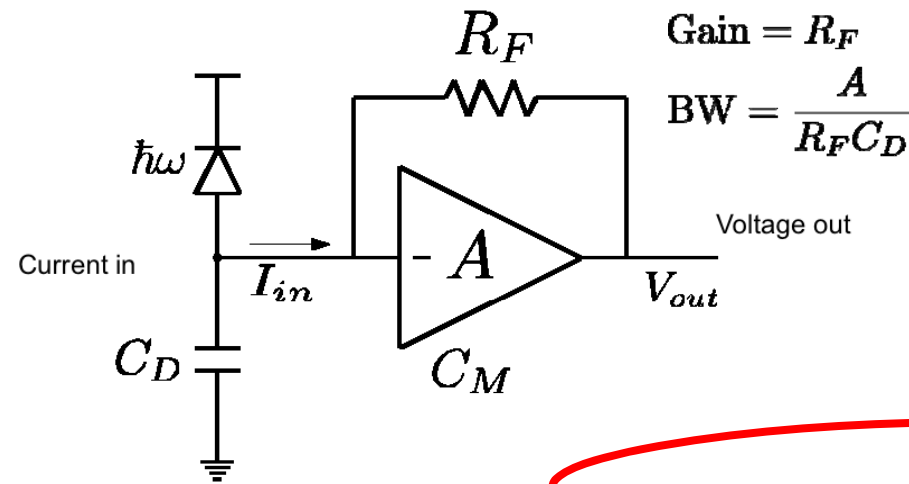 R_F
Gain = R_F
BW = A / R_F C_D
ħω
Voltage out
- A
Current in
I_in
V_out
C_D
C_M